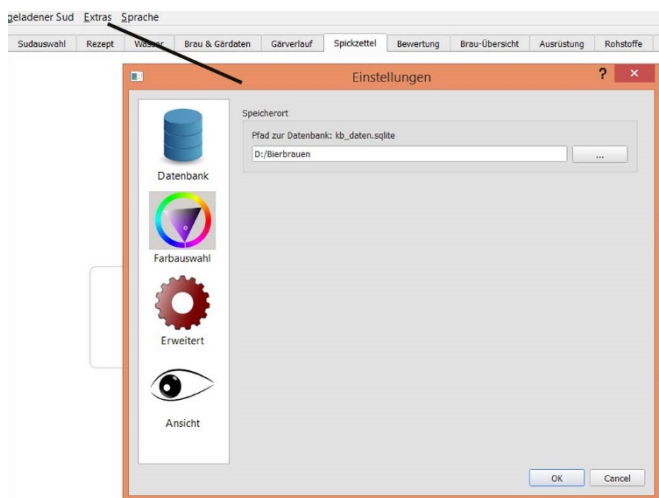 geladener Sud Extras Sprache
Sudauswahl Rezept Wasser Brau & Gärdaten Gärverlauf Spickzettel Bewertung Brau-Übersicht Ausrüstung Rohstoffe
Einstellungen
Speicherort
Pfad zur Datenbank: kb_daten.sqlite
D:/Bierbrauen
...
Datenbank
Farbauswahl
Erweitert
Ansicht
OK Cancel